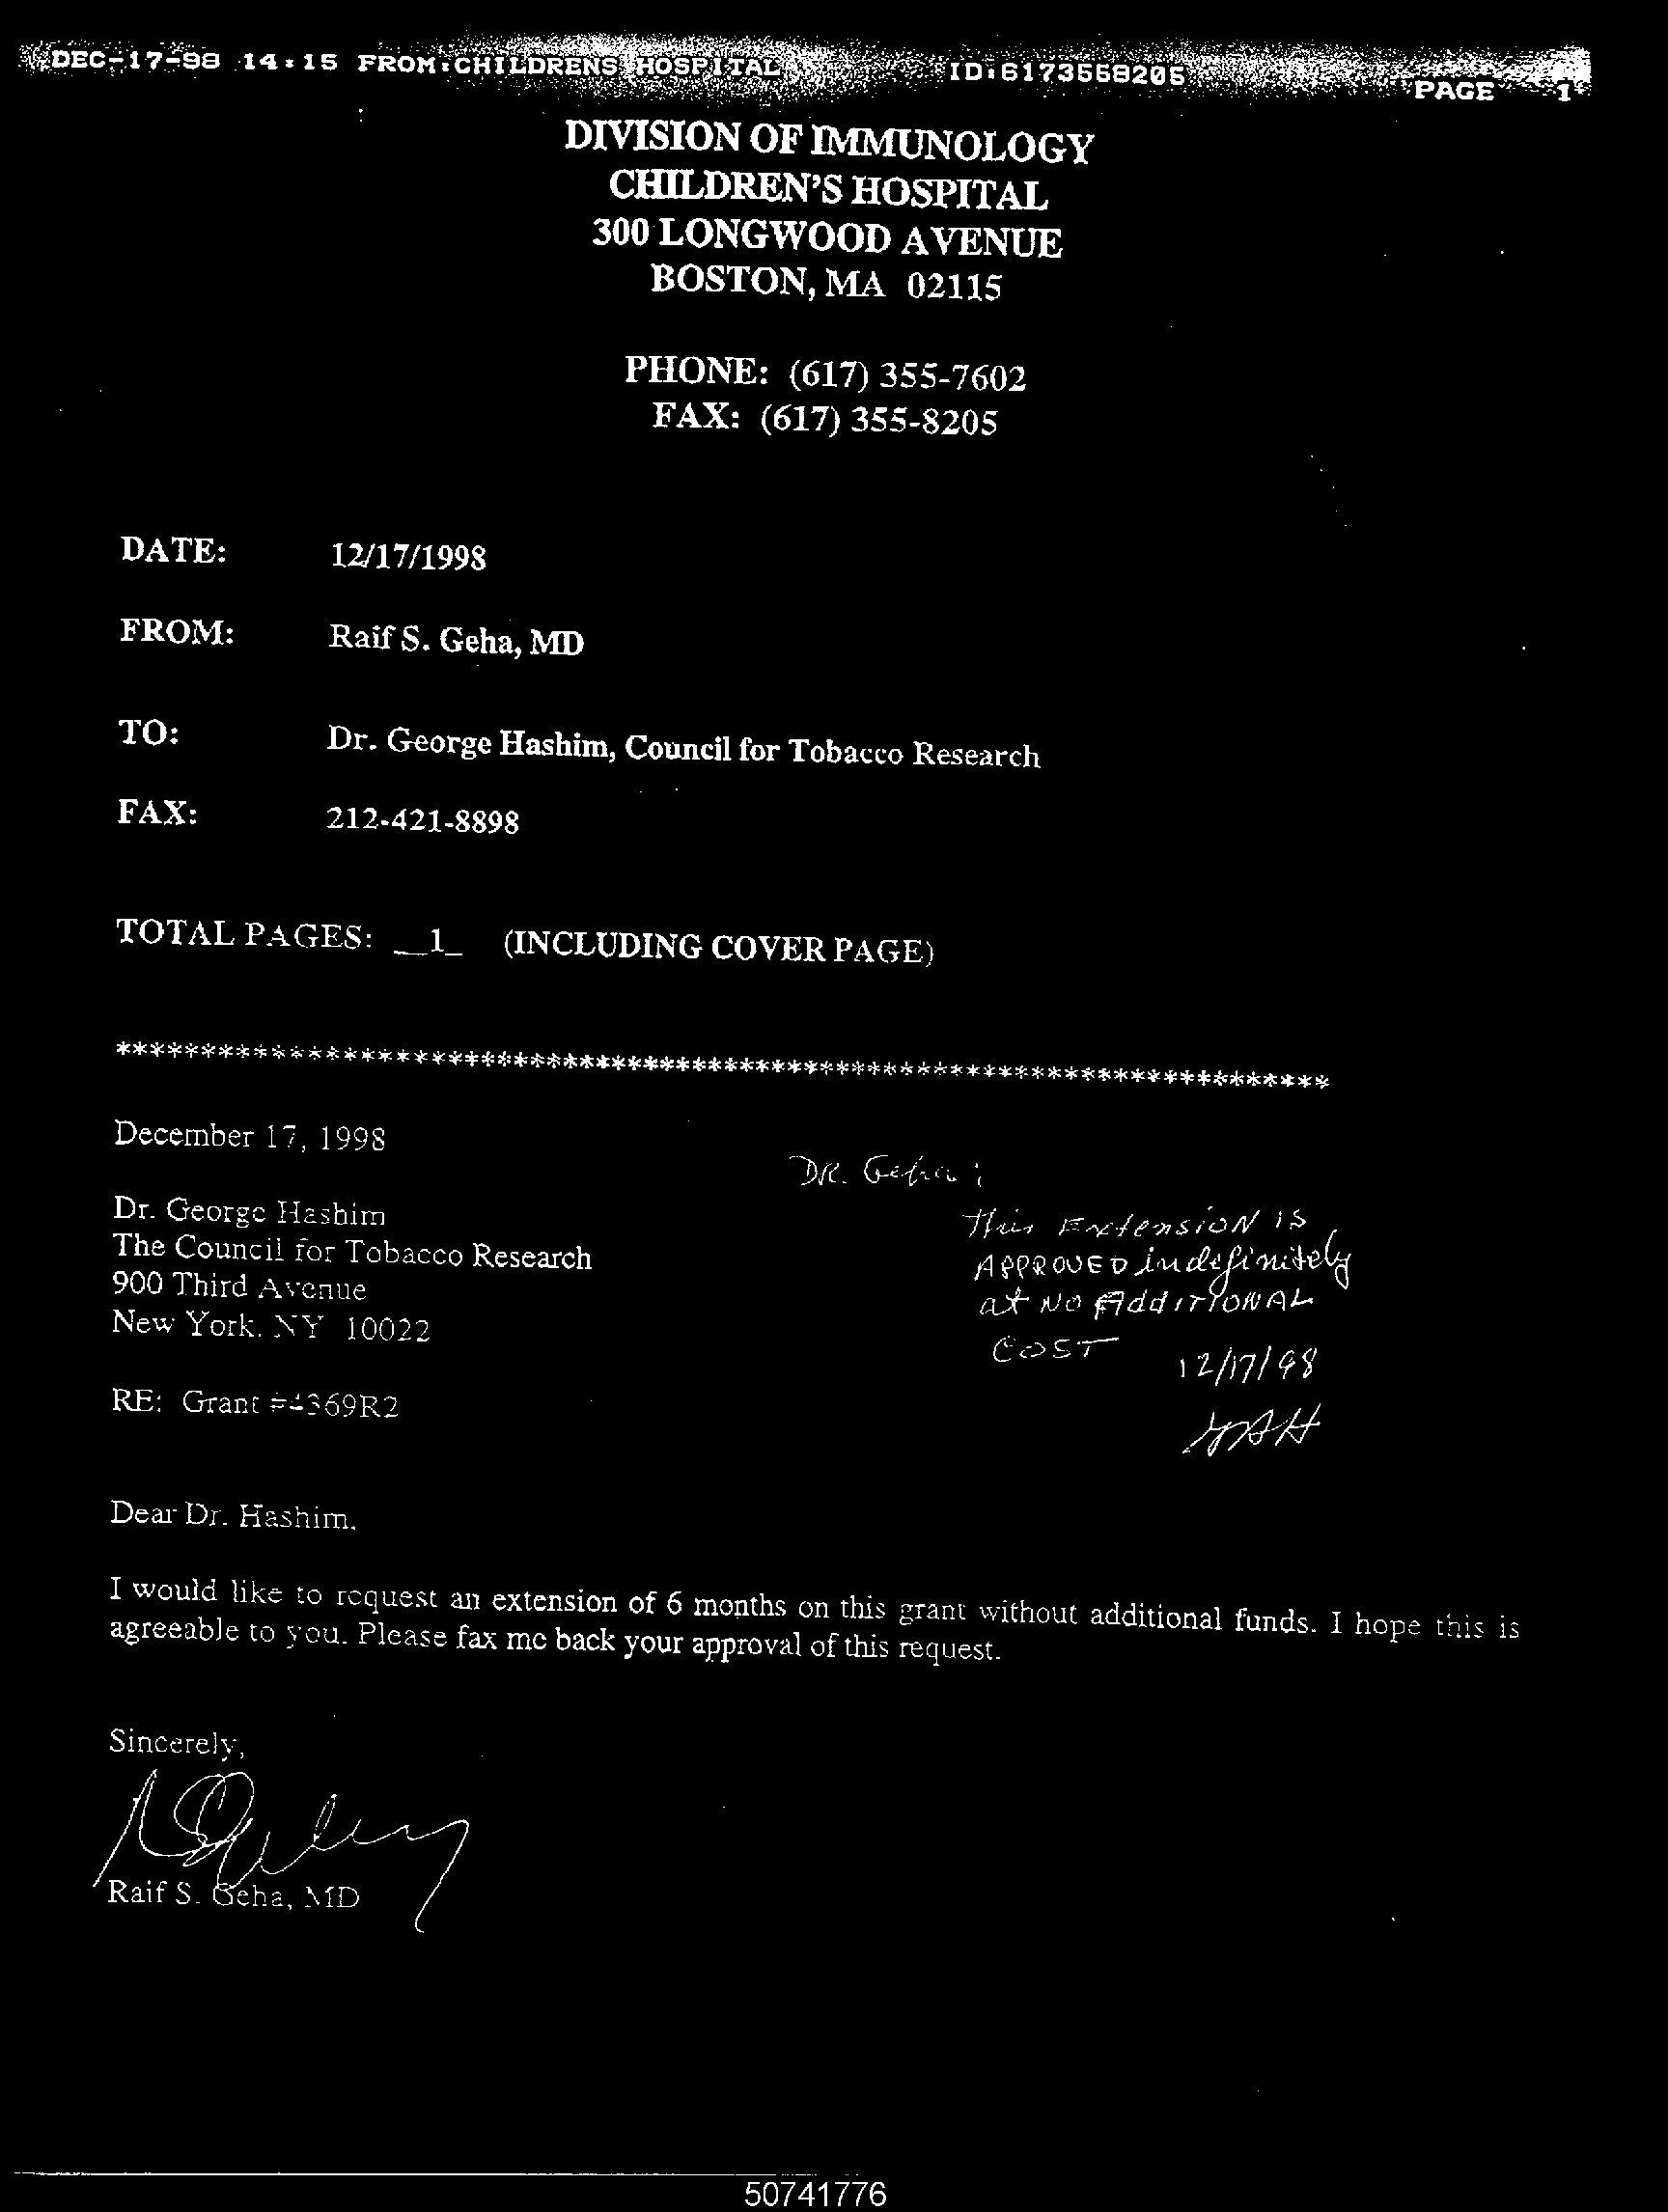 DEC-17-98 14:15 FROM:CHILDRENS HOSPITAL ID:6173558205 PAGE 1
DIVISION OF IMMUNOLOGY
CHILDREN'S HOSPITAL
300 LONGWOOD AVENUE
BOSTON, MA 02115
PHONE: (617) 355-7602
FAX: (617) 355-8205
DATE: 12/17/1998
FROM: Raif S. Geha, MD
TO: Dr. George Hashim, Council for Tobacco Research
FAX: 212-421-8898
TOTAL PAGES: __1_ (INCLUDING COVER PAGE)
************************************************************************
December 17, 1998
Dr. George Hashim
The Council for Tobacco Research
900 Third Avenue
New York, NY 10022
RE: Grant #4369R2
DR. Geha:
This Extension is
APPROVED indefinitely
at No Additional
COST
12/17/98
GAH
Dear Dr. Hashim,
I would like to request an extension of 6 months on this grant without additional funds. I hope this is
agreeable to you. Please fax me back your approval of this request.
Sincerely,
Raif S. Geha, MD
50741776